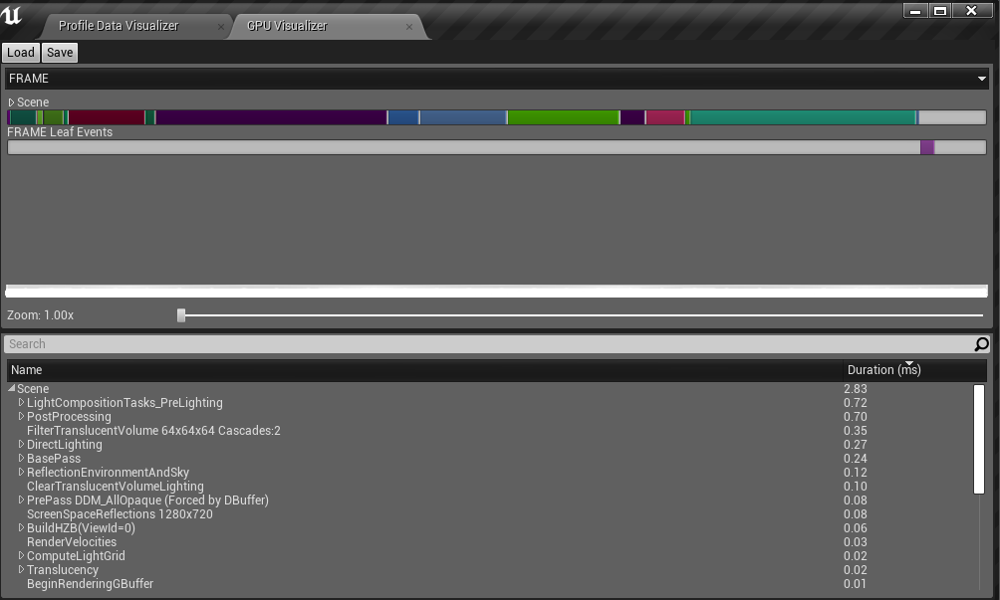 Profile Data Visualizer
GPU Visualizer
Load Save
FRAME
Scene
FRAME Leaf Events
Zoom: 1.00x
Search
Name Duration (ms)
Scene 2.83
LightCompositionTasks_PreLighting 0.72
PostProcessing 0.70
FilterTranslucentVolume 64x64x64 Cascades:2 0.35
DirectLighting 0.27
BasePass 0.24
ReflectionEnvironmentAndSky 0.12
ClearTranslucentVolumeLighting 0.10
PrePass DDM_AllOpaque (Forced by DBuffer) 0.08
ScreenSpaceReflections 1280x720 0.08
BuildHZB(ViewId=0) 0.06
RenderVelocities 0.03
ComputeLightGrid 0.02
Translucency 0.02
BeginRenderingGBuffer 0.01